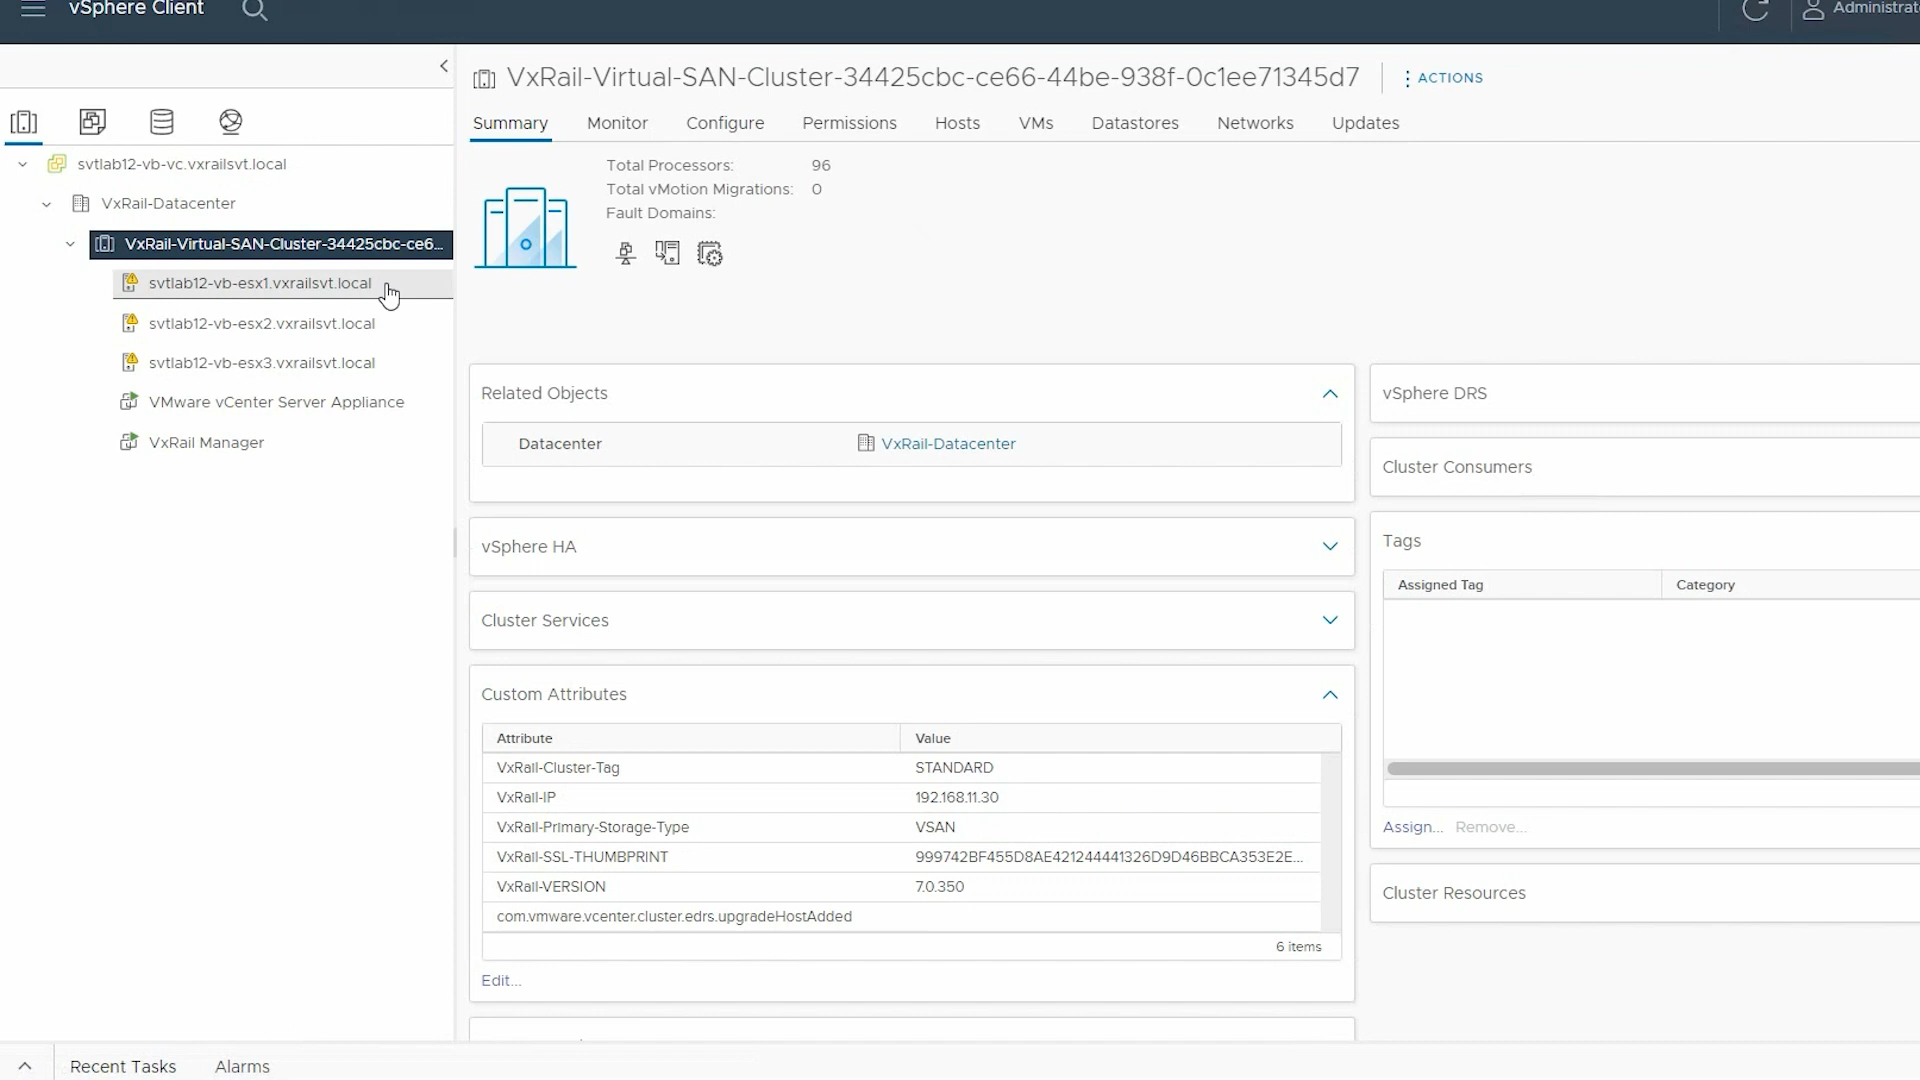 vSphere Client
Administrat
VxRail-Virtual-SAN-Cluster-34425cbc-ce66-44be-938f-0c1ee71345d7
ACTIONS
Summary Monitor Configure Permissions Hosts VMs Datastores Networks Updates
svtlab12-vb-vc.vxrailsvt.local
VxRail-Datacenter
VxRail-Virtual-SAN-Cluster-34425cbc-ce6...
svtlab12-vb-esx1.vxrailsvt.local
svtlab12-vb-esx2.vxrailsvt.local
svtlab12-vb-esx3.vxrailsvt.local
VMware vCenter Server Appliance
VxRail Manager
Total Processors: 96
Total vMotion Migrations: 0
Fault Domains:
Related Objects
Datacenter VxRail-Datacenter
vSphere HA
Cluster Services
Custom Attributes
Attribute Value
VxRail-Cluster-Tag STANDARD
VxRail-IP 192.168.11.30
VxRail-Primary-Storage-Type VSAN
VxRail-SSL-THUMBPRINT 999742BF455D8AE421244441326D9D46BBCA353E2E...
VxRail-VERSION 7.0.350
com.vmware.vcenter.cluster.edrs.upgradeHostAdded
6 items
Edit...
vSphere DRS
Cluster Consumers
Tags
Assigned Tag Category
Assign... Remove...
Cluster Resources
Recent Tasks Alarms